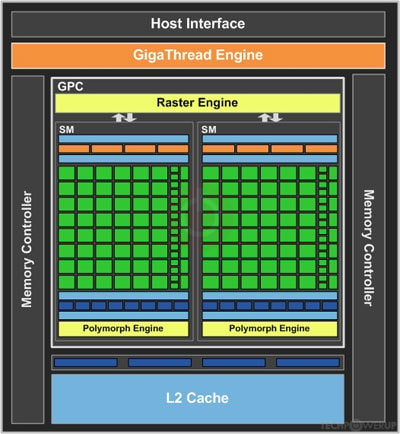 Host Interface
GigaThread Engine
GPC
Raster Engine
SM
SM
Memory Controller
Memory Controller
Polymorph Engine
Polymorph Engine
L2 Cache
TECHPOWERUP